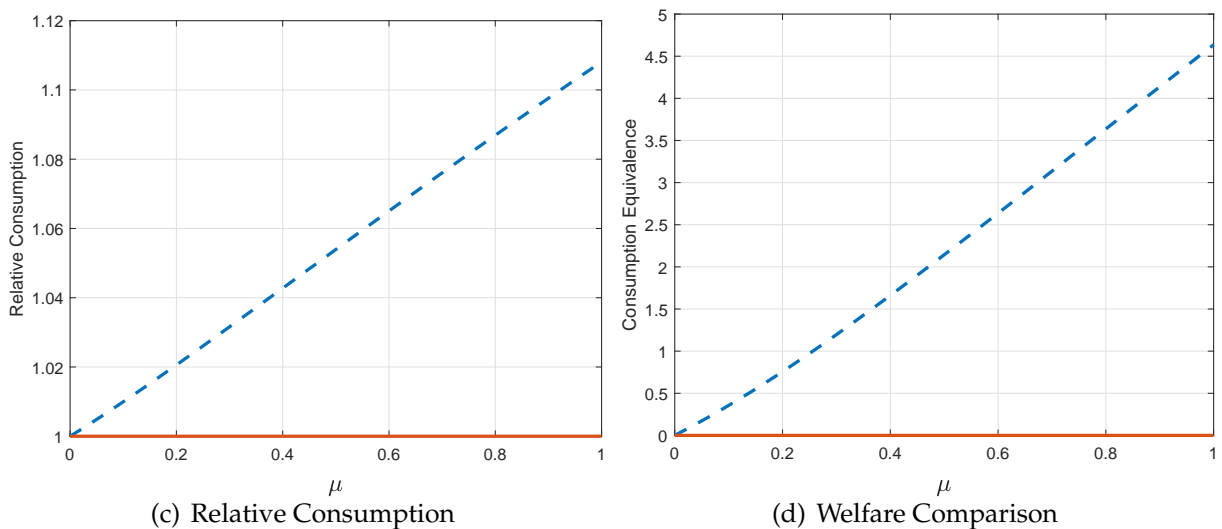 Relative Consumption
1.12
1.1
1.08
1.06
1.04
1.02
1
0 0.2 0.4 0.6 0.8 1
μ
(c) Relative Consumption
Consumption Equivalence
5
4.5
4
3.5
3
2.5
2
1.5
1
0.5
0
0 0.2 0.4 0.6 0.8 1
μ
(d) Welfare Comparison